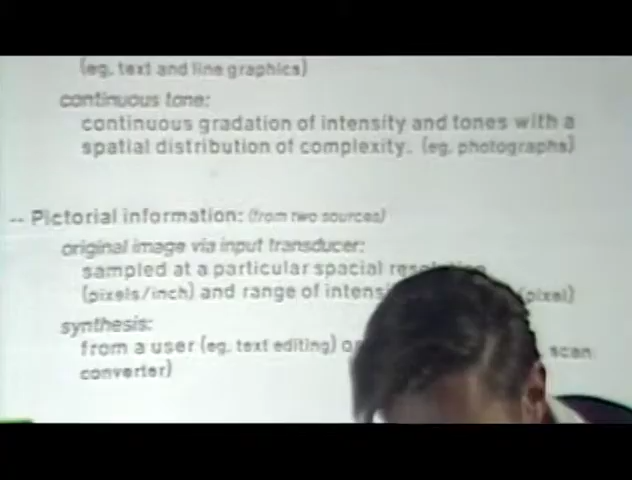 (eg. text and line graphics)
continuous tone:
continuous gradation of intensity and tones with a
spatial distribution of complexity. (eg. photographs)
-- Pictorial information: (from two sources)
original image via input transducer:
sampled at a particular spacial resolution
(pixels/inch) and range of intensi pixel)
synthesis:
from a user (eg. text editing) scan
converter)